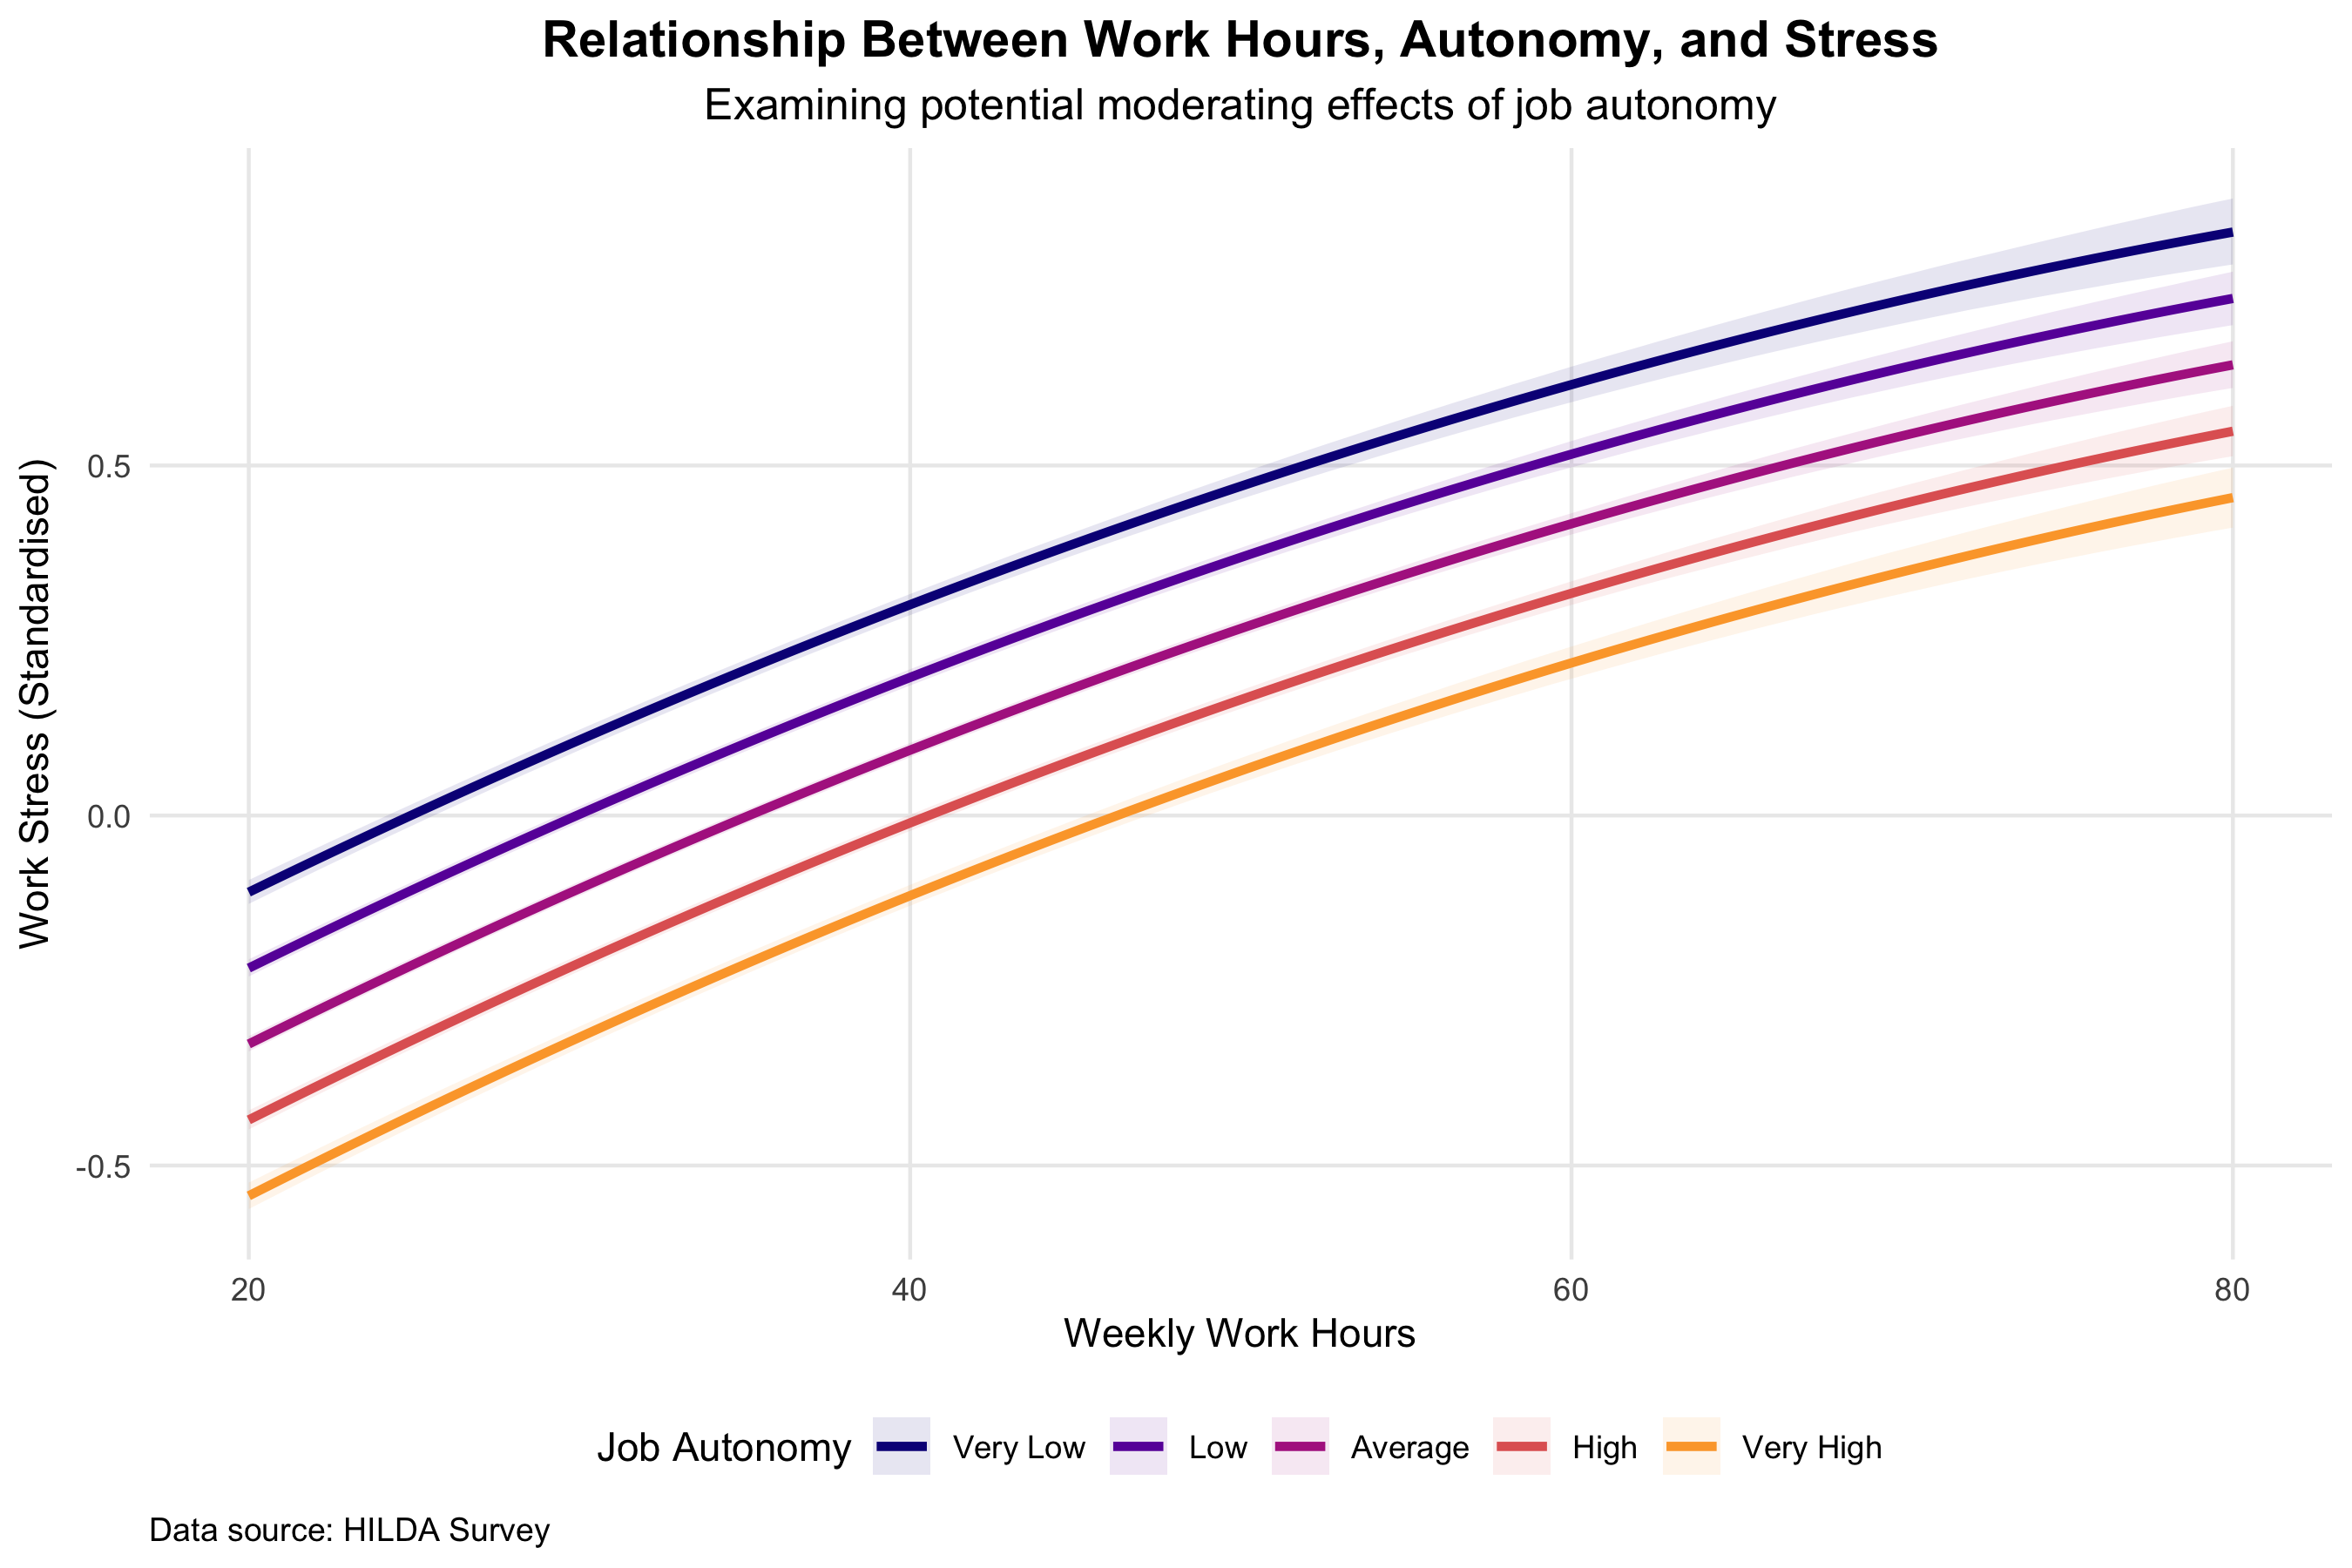 Relationship Between Work Hours, Autonomy, and Stress
Examining potential moderating effects of job autonomy
Work Stress (Standardised)
0.5
0.0
-0.5
20
40
60
80
Weekly Work Hours
Job Autonomy
Very Low
Low
Average
High
Very High
Data source: HILDA Survey